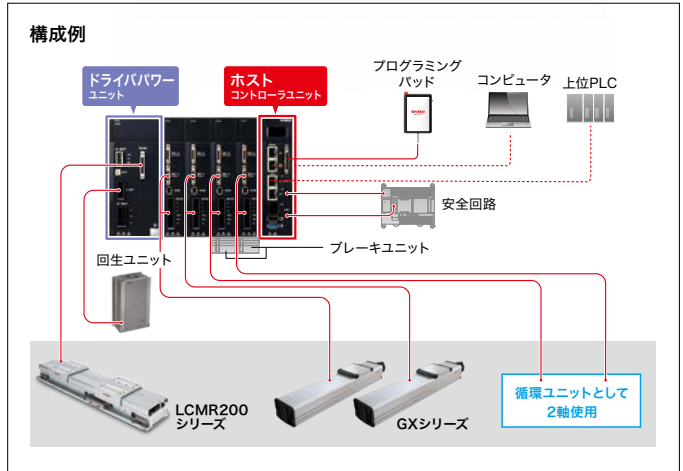 構成例
ドライバパワー
ユニット
ホスト
コントローラユニット
プログラミング
パッド
コンピュータ
上位PLC
安全回路
ブレーキユニット
回生ユニット
LCMR200
シリーズ
GXシリーズ
循環ユニットとして
2軸使用